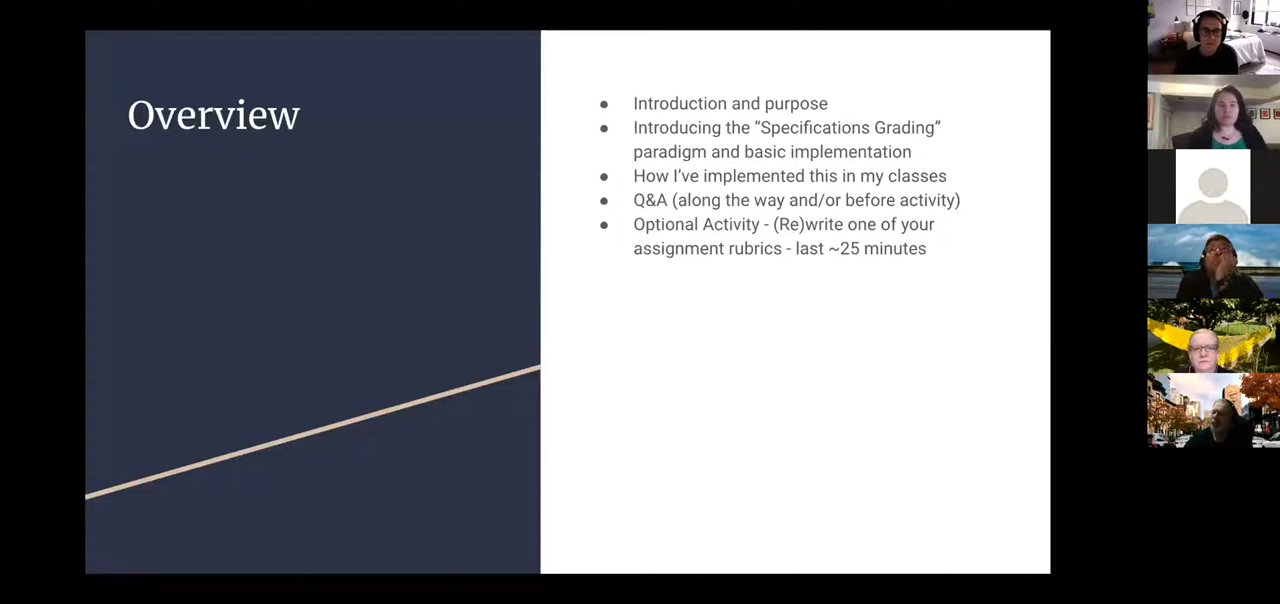 Overview
● Introduction and purpose
● Introducing the “Specifications Grading”
paradigm and basic implementation
● How I’ve implemented this in my classes
● Q&A (along the way and/or before activity)
● Optional Activity - (Re)write one of your
assignment rubrics - last ~25 minutes